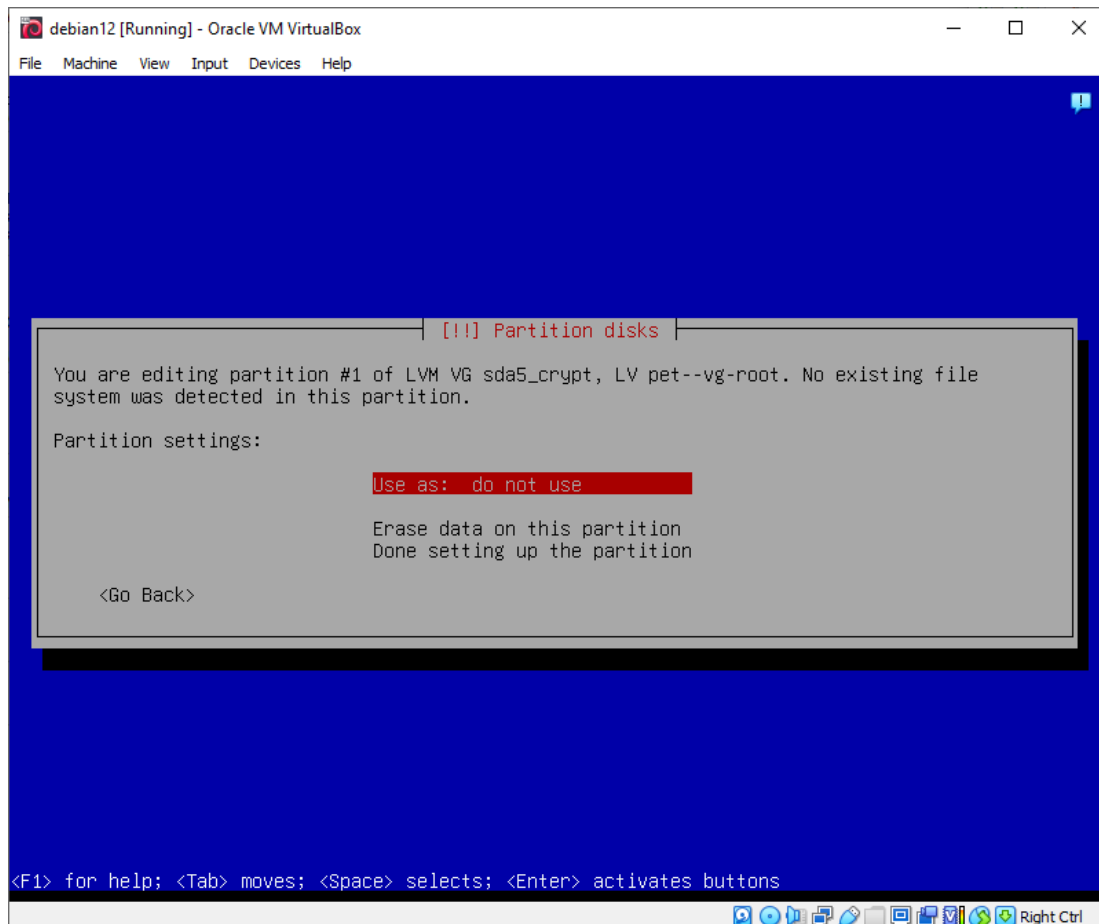 debian12 [Running] - Oracle VM VirtualBox
File Machine View Input Devices Help
[!!] Partition disks
You are editing partition #1 of LVM VG sda5_crypt, LV pet--vg-root. No existing file
system was detected in this partition.
Partition settings:
Use as: do not use
Erase data on this partition
Done setting up the partition
<Go Back>
<F1> for help; <Tab> moves; <Space> selects; <Enter> activates buttons
Right Ctrl